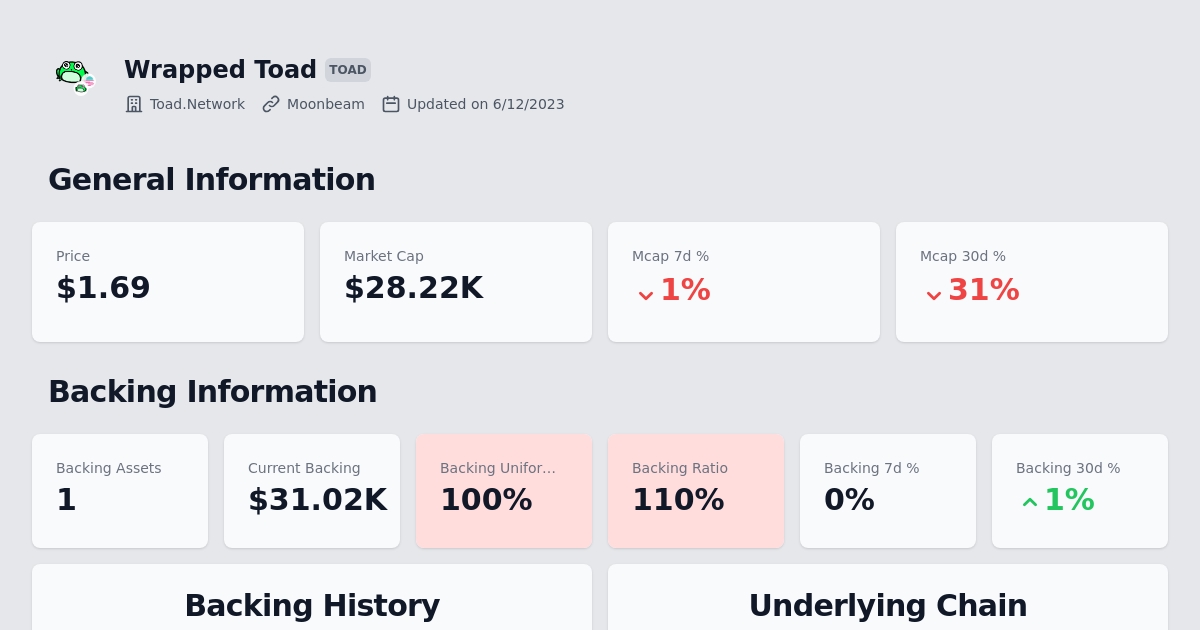 Wrapped Toad TOAD
Toad.Network Moonbeam Updated on 6/12/2023
General Information
Price
$1.69
Market Cap
$28.22K
Mcap 7d %
1%
Mcap 30d %
31%
Backing Information
Backing Assets
1
Current Backing
$31.02K
Backing Unifor...
100%
Backing Ratio
110%
Backing 7d %
0%
Backing 30d %
1%
Backing History
Underlying Chain